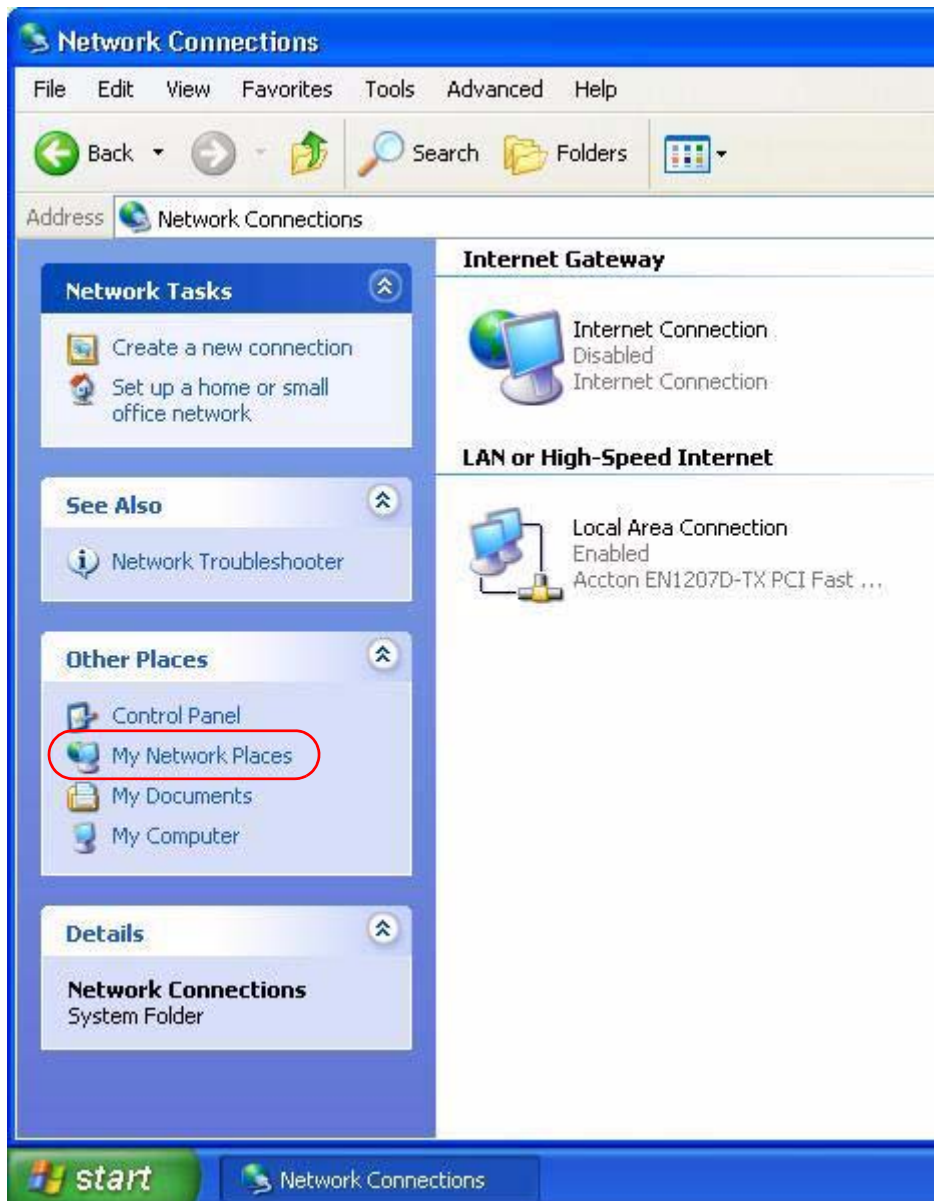 Network Connections
File Edit View Favorites Tools Advanced Help
Back Search Folders
Address Network Connections
Network Tasks
Create a new connection
Set up a home or small
office network
See Also
Network Troubleshooter
Other Places
Control Panel
My Network Places
My Documents
My Computer
Details
Network Connections
System Folder
Internet Gateway
Internet Connection
Disabled
Internet Connection
LAN or High-Speed Internet
Local Area Connection
Enabled
Accton EN1207D-TX PCI Fast ...
start Network Connections